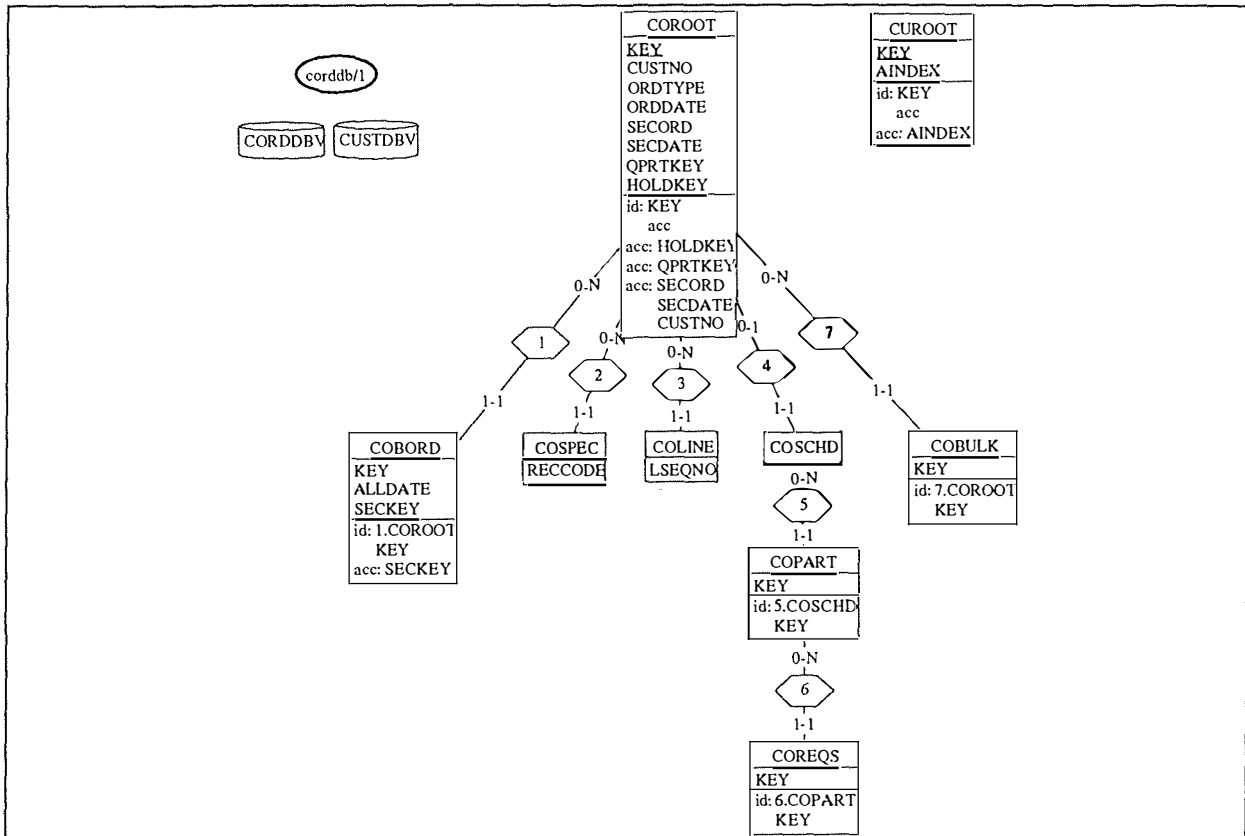 corddb/1
CORDDBV
CUSTDBV
COROOT
KEY
CUSTNO
ORDTYPE
ORDDATE
SECORD
SECDATE
QPRTKEY
HOLDKEY
id: KEY
acc
acc: HOLDKEY
acc: QPRTKEY
acc: SECORD
SECDATE
CUSTNO
CUROOT
KEY
AINDEX
id: KEY
acc
acc: AINDEX
0-N
0-N
0-N
0-1
0-N
1
2
3
4
7
1-1
1-1
1-1
1-1
1-1
COBORD
KEY
ALLDATE
SECKEY
id: 1.COROOT
KEY
acc: SECKEY
COSPEC
RECCODE
COLINE
LSEQNO
COSCHD
COBULK
KEY
id: 7.COROOT
KEY
0-N
5
1-1
COPART
KEY
id: 5.COSCHD
KEY
0-N
6
1-1
COREQS
KEY
id: 6.COPART
KEY